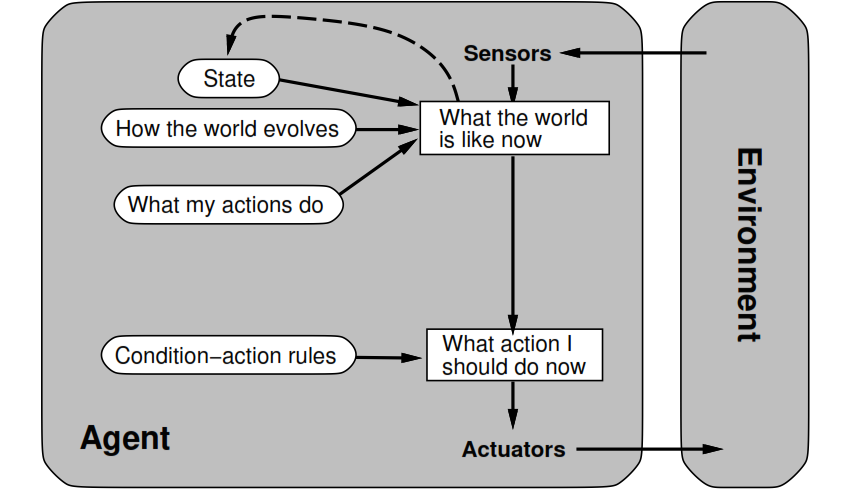 Sensors
State
What the world
is like now
How the world evolves
What my actions do
Environment
What action I
should do now
Condition−action rules
Agent
Actuators